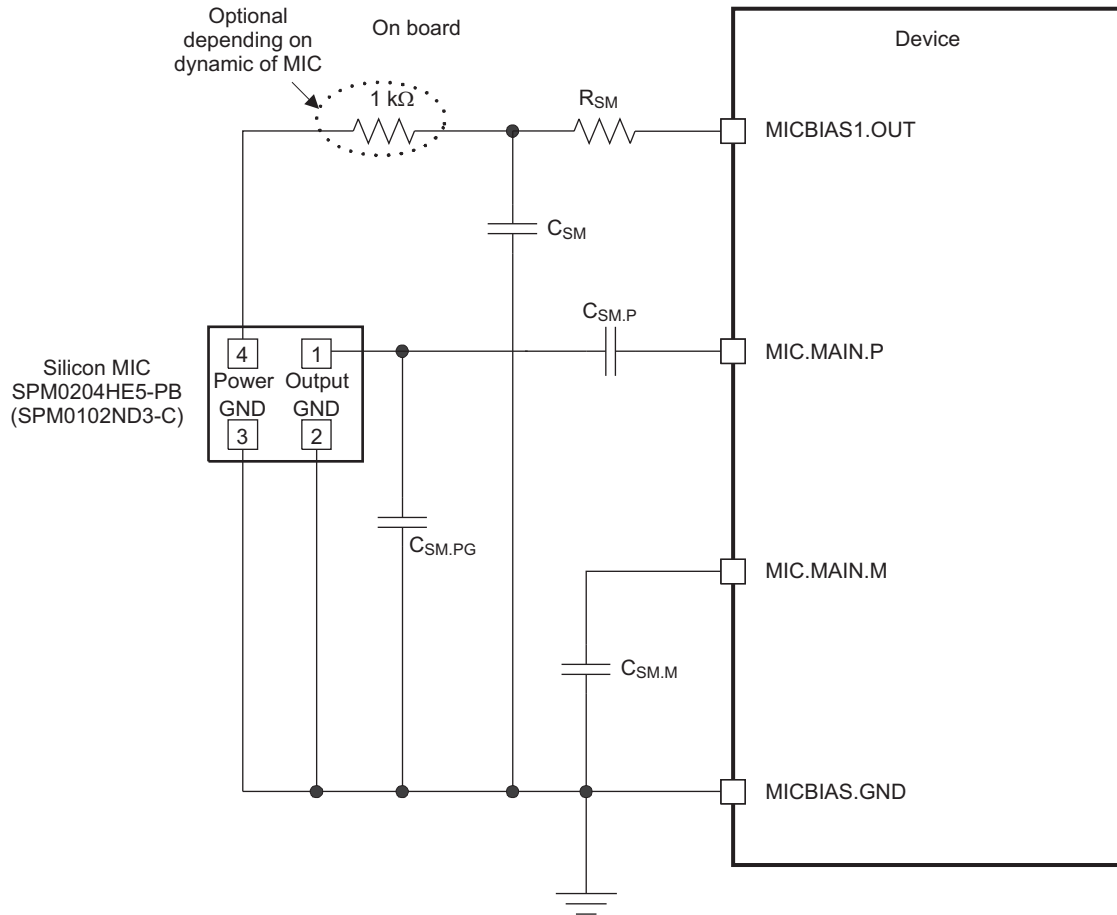 Optional
depending on
dynamic of MIC
On board
Device
1 kΩ
RSM
MICBIAS1.OUT
CSM
CSM.P
MIC.MAIN.P
Silicon MIC
SPM0204HE5-PB
(SPM0102ND3-C)
4 1
Power Output
GND GND
3 2
CSM.PG
MIC.MAIN.M
CSM.M
MICBIAS.GND